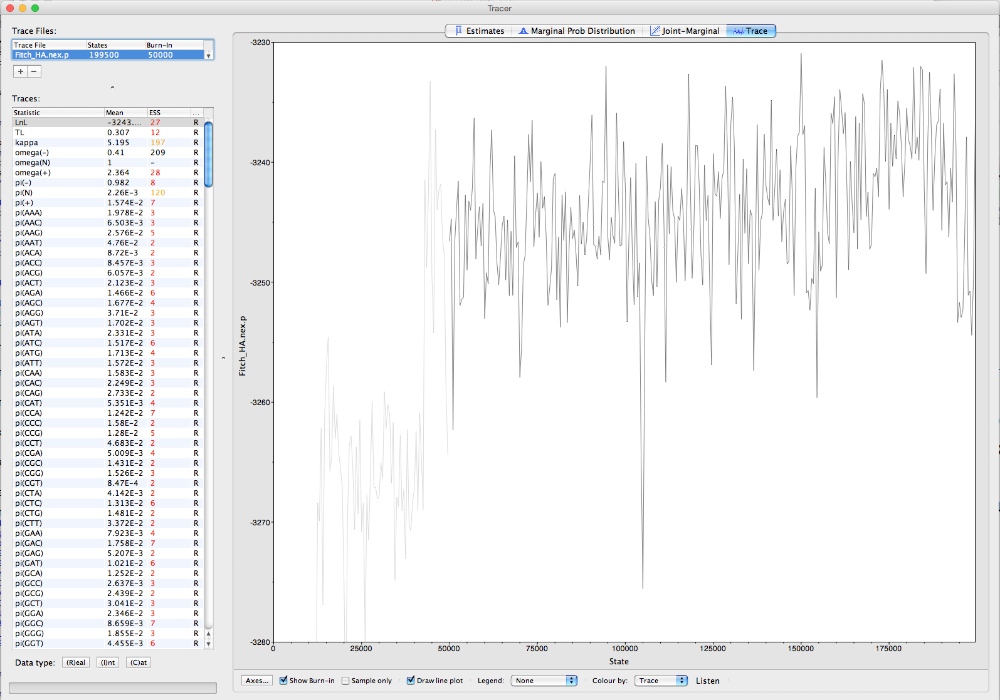 Tracer
Trace Files:
Trace File States Burn-In
Fitch_HA.nex.p 199500 50000
+ −
Traces:
Statistic Mean ESS ...
LnL -3243.... 27 R
TL 0.307 12 R
kappa 5.195 197 R
omega(-) 0.41 209 R
omega(N) 1 - R
omega(+) 2.364 28 R
pi(-) 0.982 8 R
pi(N) 2.26E-3 120 R
pi(+) 1.574E-2 7 R
pi(AAA) 1.978E-2 3 R
pi(AAC) 6.503E-3 3 R
pi(AAG) 2.576E-2 5 R
pi(AAT) 4.76E-2 2 R
pi(ACA) 8.72E-3 2 R
pi(ACC) 8.457E-3 3 R
pi(ACG) 6.057E-3 2 R
pi(ACT) 2.123E-2 3 R
pi(AGA) 1.466E-2 6 R
pi(AGC) 1.677E-2 4 R
pi(AGG) 3.71E-2 3 R
pi(AGT) 1.702E-2 3 R
pi(ATA) 2.331E-2 3 R
pi(ATC) 1.517E-2 6 R
pi(ATG) 1.713E-2 4 R
pi(ATT) 1.572E-2 3 R
pi(CAA) 1.583E-2 3 R
pi(CAC) 2.249E-2 3 R
pi(CAG) 2.733E-2 2 R
pi(CAT) 5.351E-3 4 R
pi(CCA) 1.242E-2 7 R
pi(CCC) 1.58E-2 2 R
pi(CCG) 1.28E-2 5 R
pi(CCT) 4.683E-2 2 R
pi(CGA) 5.009E-3 4 R
pi(CGC) 1.431E-2 2 R
pi(CGG) 1.526E-2 3 R
pi(CGT) 8.47E-4 2 R
pi(CTA) 4.142E-3 2 R
pi(CTC) 1.313E-2 6 R
pi(CTG) 1.481E-2 2 R
pi(CTT) 3.372E-2 2 R
pi(GAA) 7.923E-3 4 R
pi(GAC) 1.758E-2 7 R
pi(GAG) 5.207E-3 2 R
pi(GAT) 1.021E-2 6 R
pi(GCA) 1.252E-2 2 R
pi(GCC) 2.637E-3 3 R
pi(GCG) 2.439E-2 2 R
pi(GCT) 3.041E-2 3 R
pi(GGA) 2.346E-2 3 R
pi(GGC) 8.659E-3 7 R
pi(GGG) 1.855E-2 3 R
pi(GGT) 4.455E-3 6 R
Data type: (R)eal (I)nt (C)at
Estimates Marginal Prob Distribution Joint-Marginal Trace
-3230
-3240
-3250
-3260
-3270
-3280
Fitch_HA.nex.p
0 25000 50000 75000 100000 125000 150000 175000
State
Axes... Show Burn-in Sample only Draw line plot Legend: None Colour by: Trace Listen